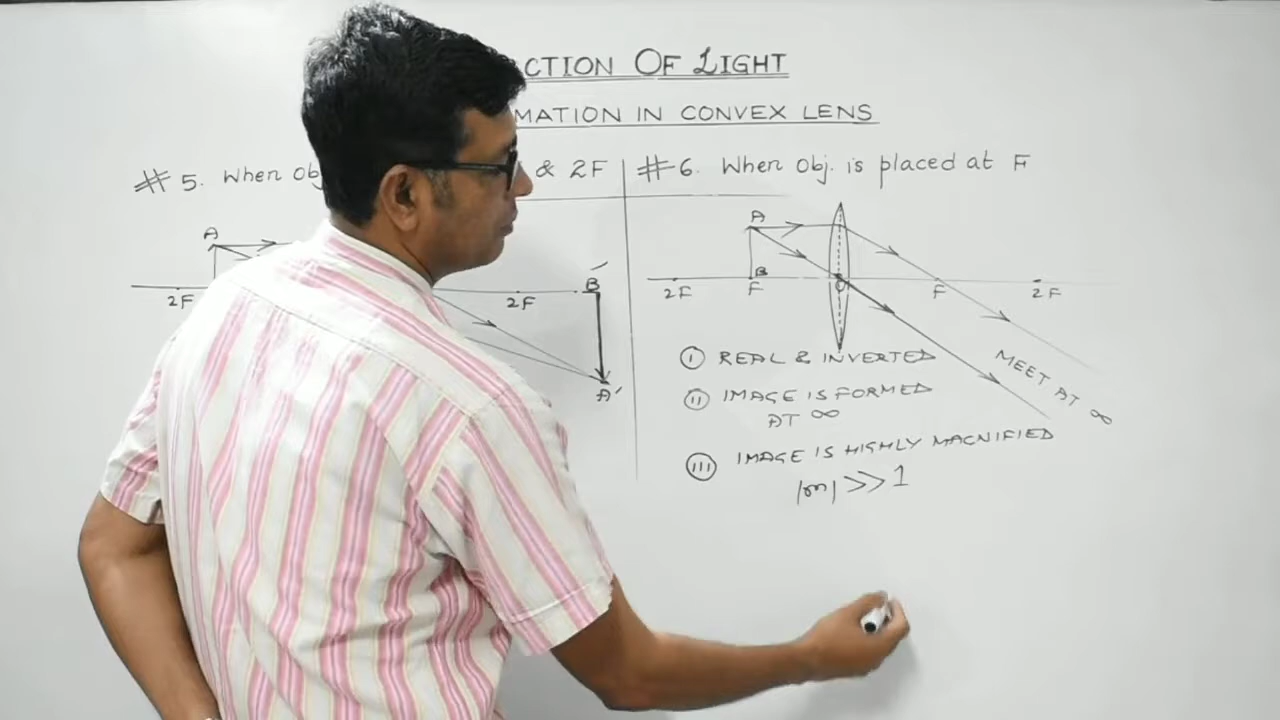 CTION OF LIGHT
MATION IN CONVEX LENS
#5. When Obj & 2F
A
2F
2F
B'
A'
#6. When Obj. is placed at F
A
B
2F F O F 2F
MEET AT ∞
(I) REAL & INVERTED
(II) IMAGE IS FORMED
AT ∞
(III) IMAGE IS HIGHLY MAGNIFIED
|m| >> 1